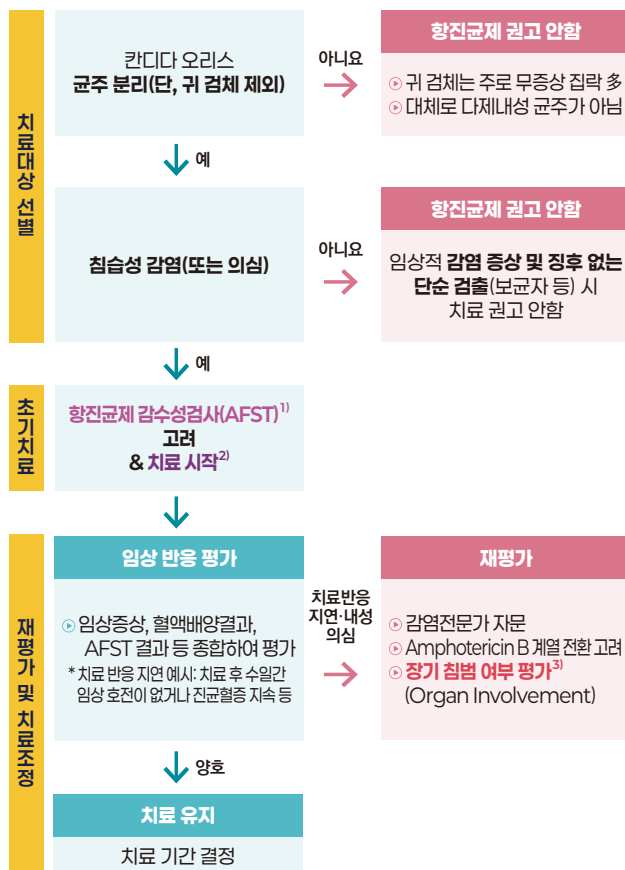 치료대상 선별
칸디다 오리스
균주 분리(단, 귀 검체 제외)
아니요
항진균제 권고 안함
귀 검체는 주로 무증상 집락 多
대체로 다제내성 균주가 아님
예
침습성 감염(또는 의심)
아니요
항진균제 권고 안함
임상적 감염 증상 및 징후 없는
단순 검출(보균자 등) 시
치료 권고 안함
예
초기치료
항진균제 감수성검사(AFST)1)
고려
& 치료 시작2)
재평가 및 치료조정
임상 반응 평가
임상증상, 혈액배양결과,
AFST 결과 등 종합하여 평가
* 치료 반응 지연 예시: 치료 후 수일간
임상 호전이 없거나 진균혈증 지속 등
치료반응
지연·내성
의심
재평가
감염전문가 자문
Amphotericin B 계열 전환 고려
장기 침범 여부 평가3)
(Organ Involvement)
양호
치료 유지
치료 기간 결정